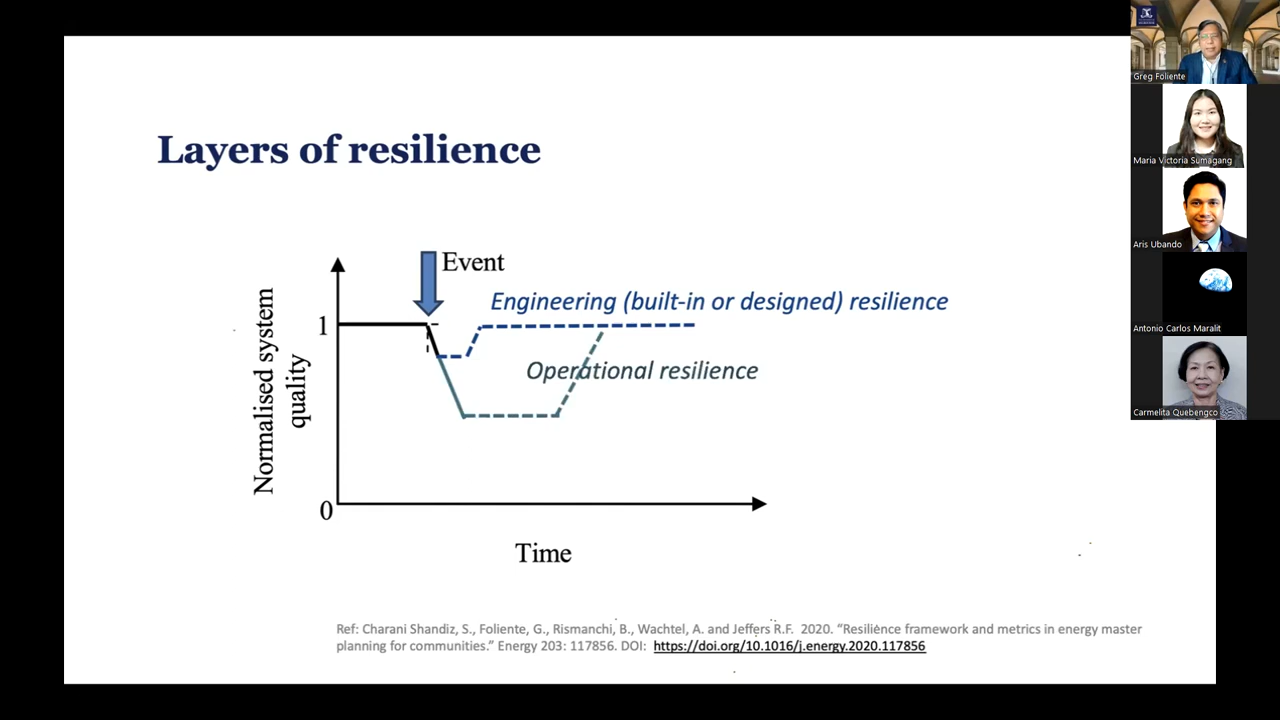 Layers of resilience
Event
Engineering (built-in or designed) resilience
1
Operational resilience
Normalised system
quality
0
Time
Ref: Charani Shandiz, S., Foliente, G., Rismanchi, B., Wachtel, A. and Jeffers R.F. 2020. “Resilience framework and metrics in energy master
planning for communities.” Energy 203: 117856. DOI: https://doi.org/10.1016/j.energy.2020.117856
Greg Foliente
Maria Victoria Sumagang
Aris Ubando
Antonio Carlos Maralit
Carmelita Quebengco